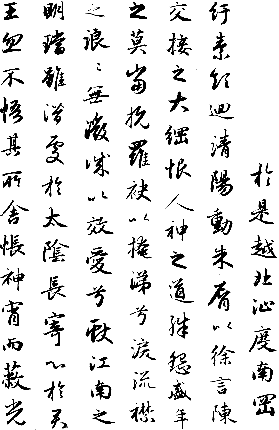 於是越北沚度南岡
紆素領迴清陽動朱唇以徐言陳
交接之大綱恨人神之道殊怨盛年
之莫當抗羅袂以掩涕兮淚流襟
之浪〻無微誠以效愛兮獻江南之
明璫雖潛處於太陰長寄心於君
王忽不悟其所舍悵神宵而蔽光